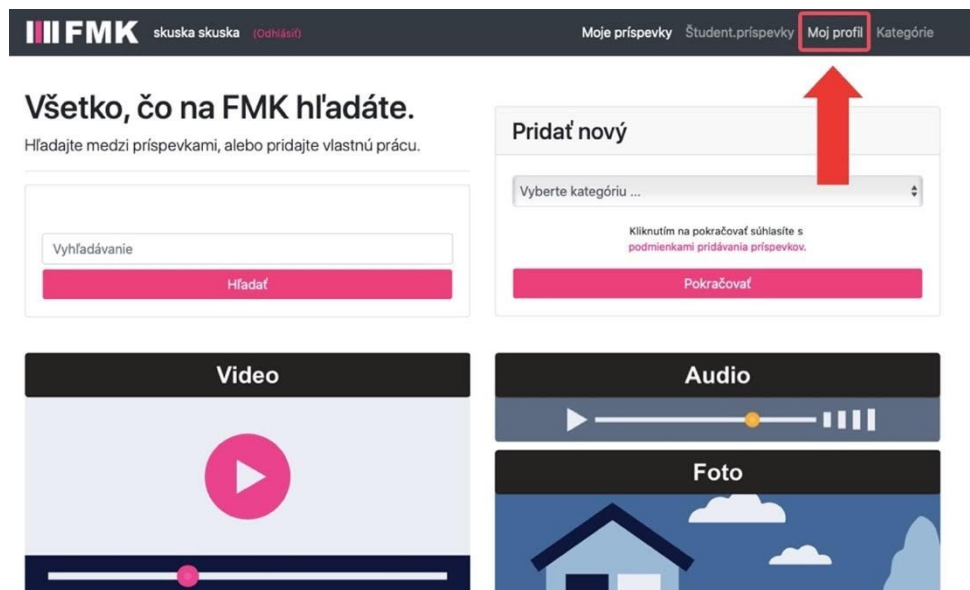 FMK skuska skuska (Odhlásiť) Moje príspevky Študent.príspevky Moj profil Kategórie
Všetko, čo na FMK hľadáte.
Hľadajte medzi príspevkami, alebo pridajte vlastnú prácu.
Vyhľadávanie
Hľadať
Pridať nový
Vyberte kategóriu ...
Kliknutím na pokračovať súhlasíte s
podmienkami pridávania príspevkov.
Pokračovať
Video
Audio
Foto